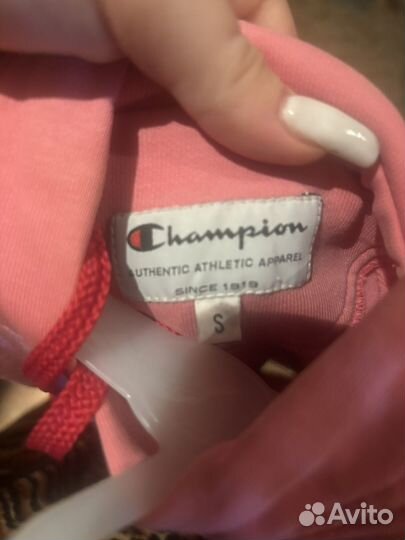 Champion
AUTHENTIC ATHLETIC APPAREL
SINCE 1919
S
Avito